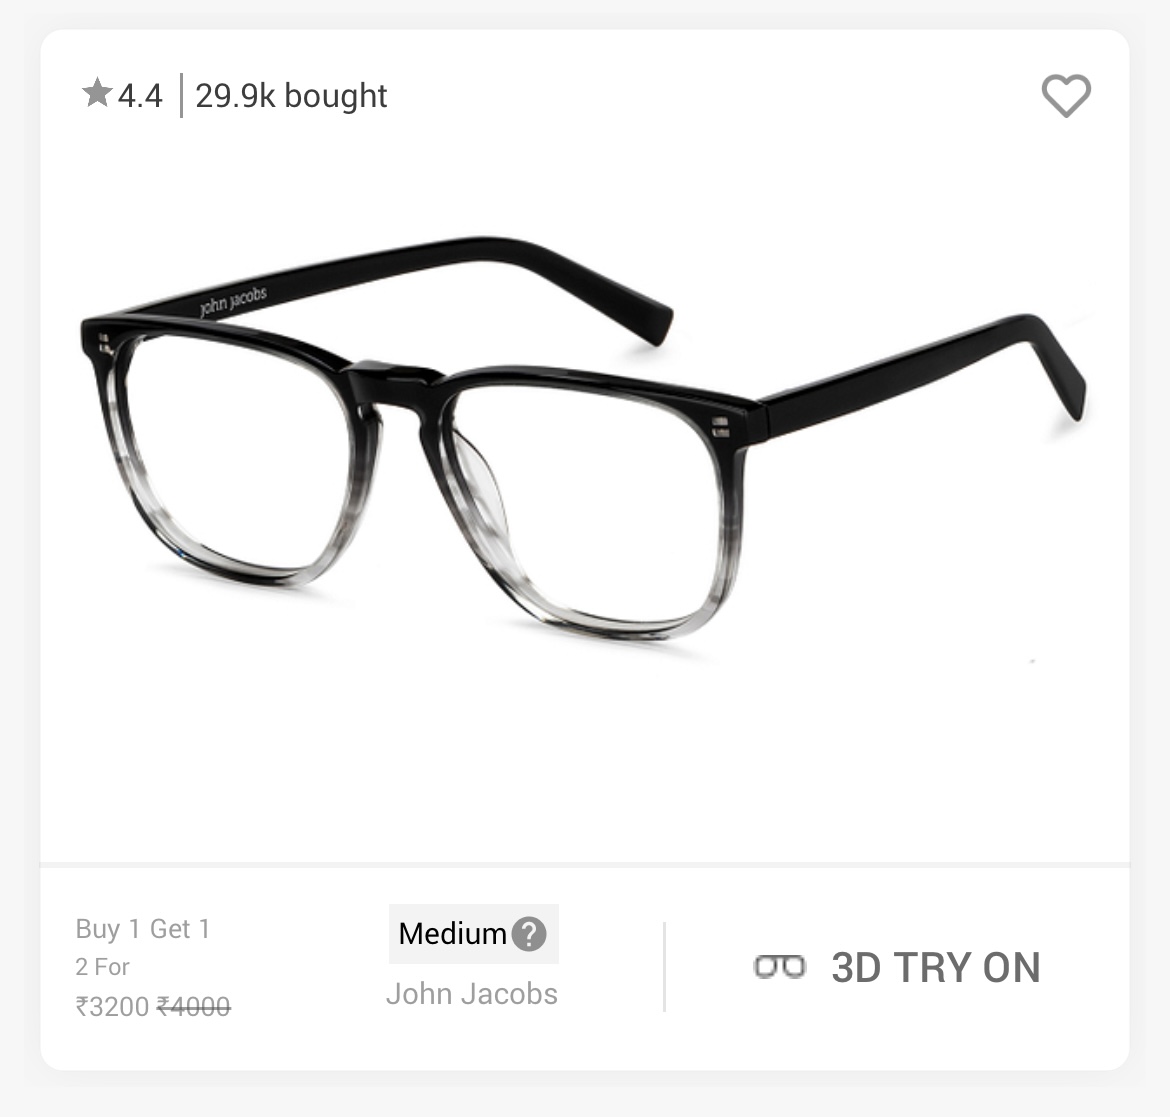 4.4 | 29.9k bought
John Jacobs
Buy 1 Get 1
2 For
₹3200 ₹4000
Medium ?
John Jacobs
3D TRY ON